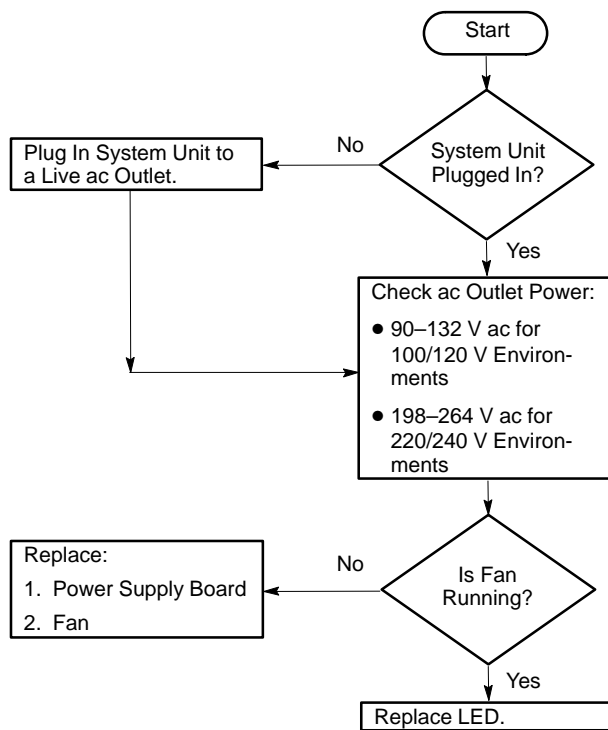 Start
System Unit
Plugged In?
No
Plug In System Unit to
a Live ac Outlet.
Yes
Check ac Outlet Power:
● 90–132 V ac for
100/120 V Environ-
ments
● 198–264 V ac for
220/240 V Environ-
ments
Is Fan
Running?
No
Replace:
1. Power Supply Board
2. Fan
Yes
Replace LED.